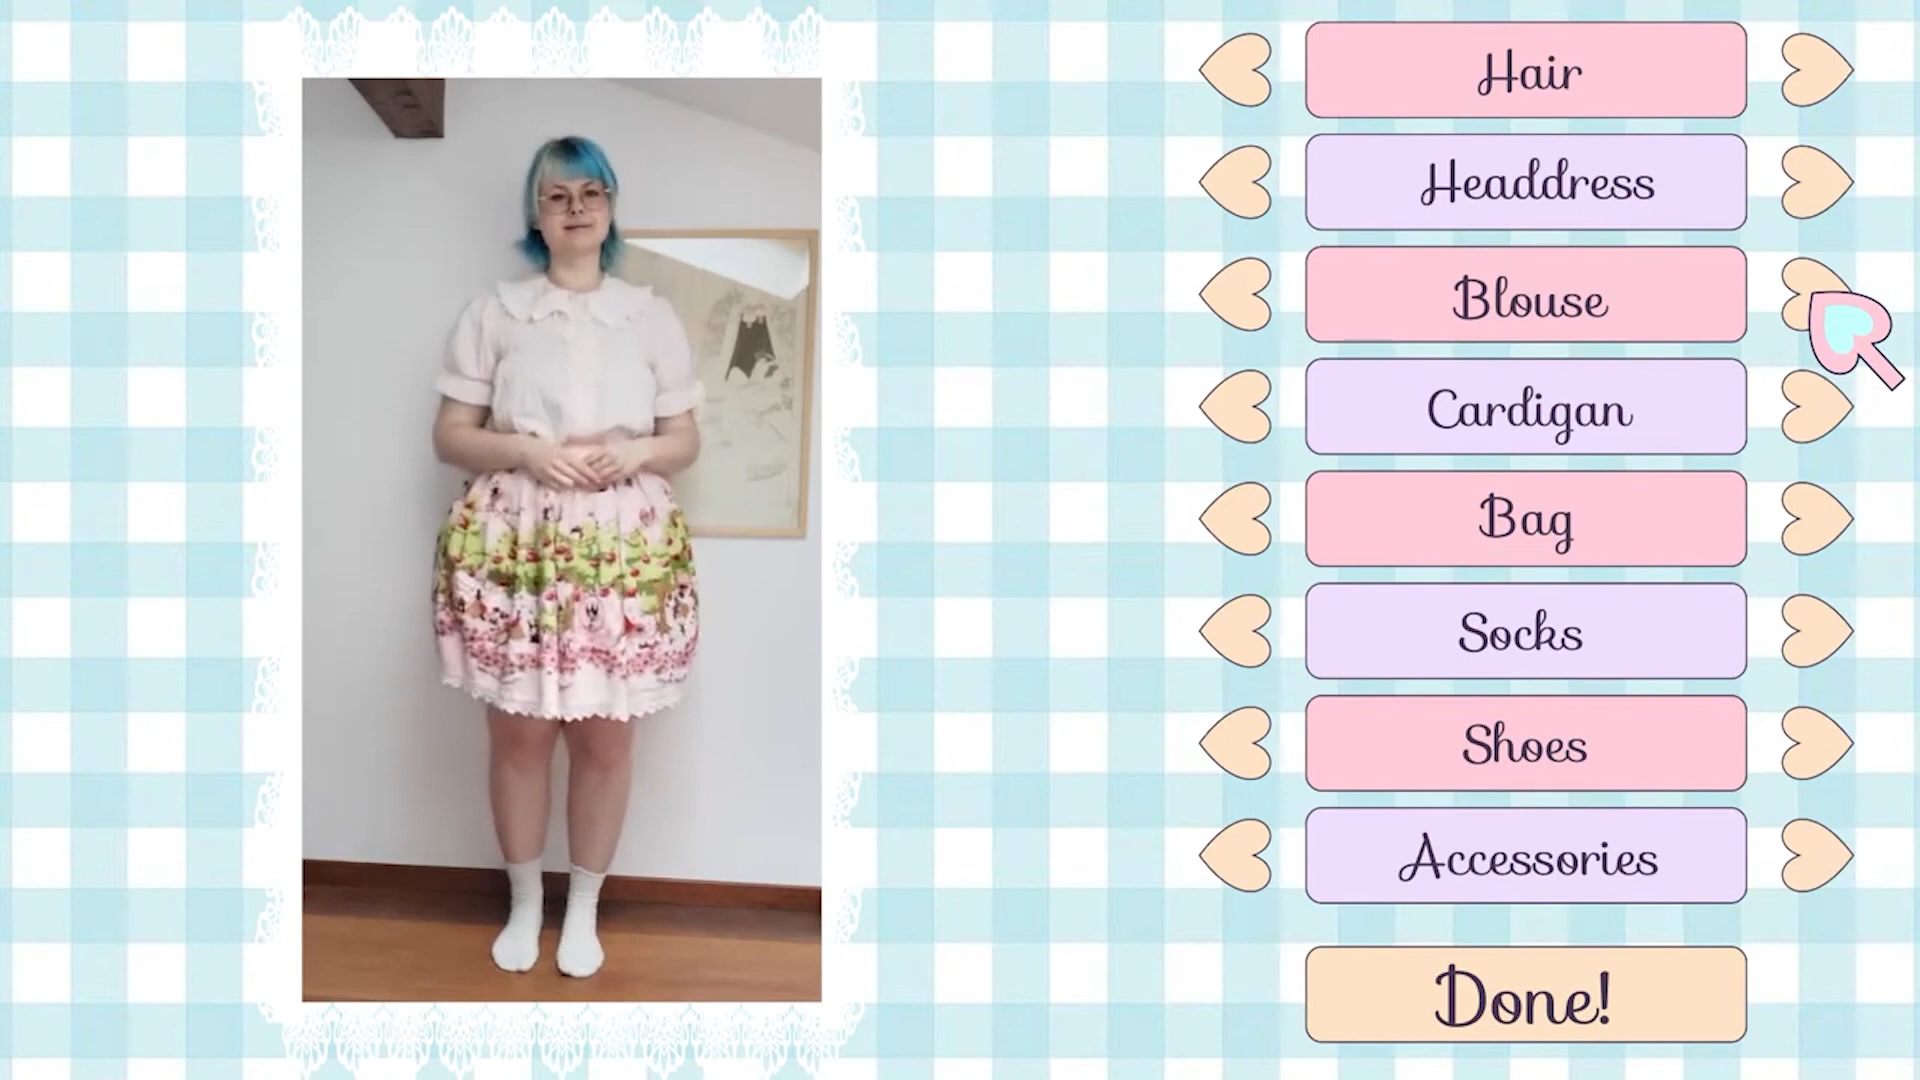 Hair
Headdress
Blouse
Cardigan
Bag
Socks
Shoes
Accessories
Done!